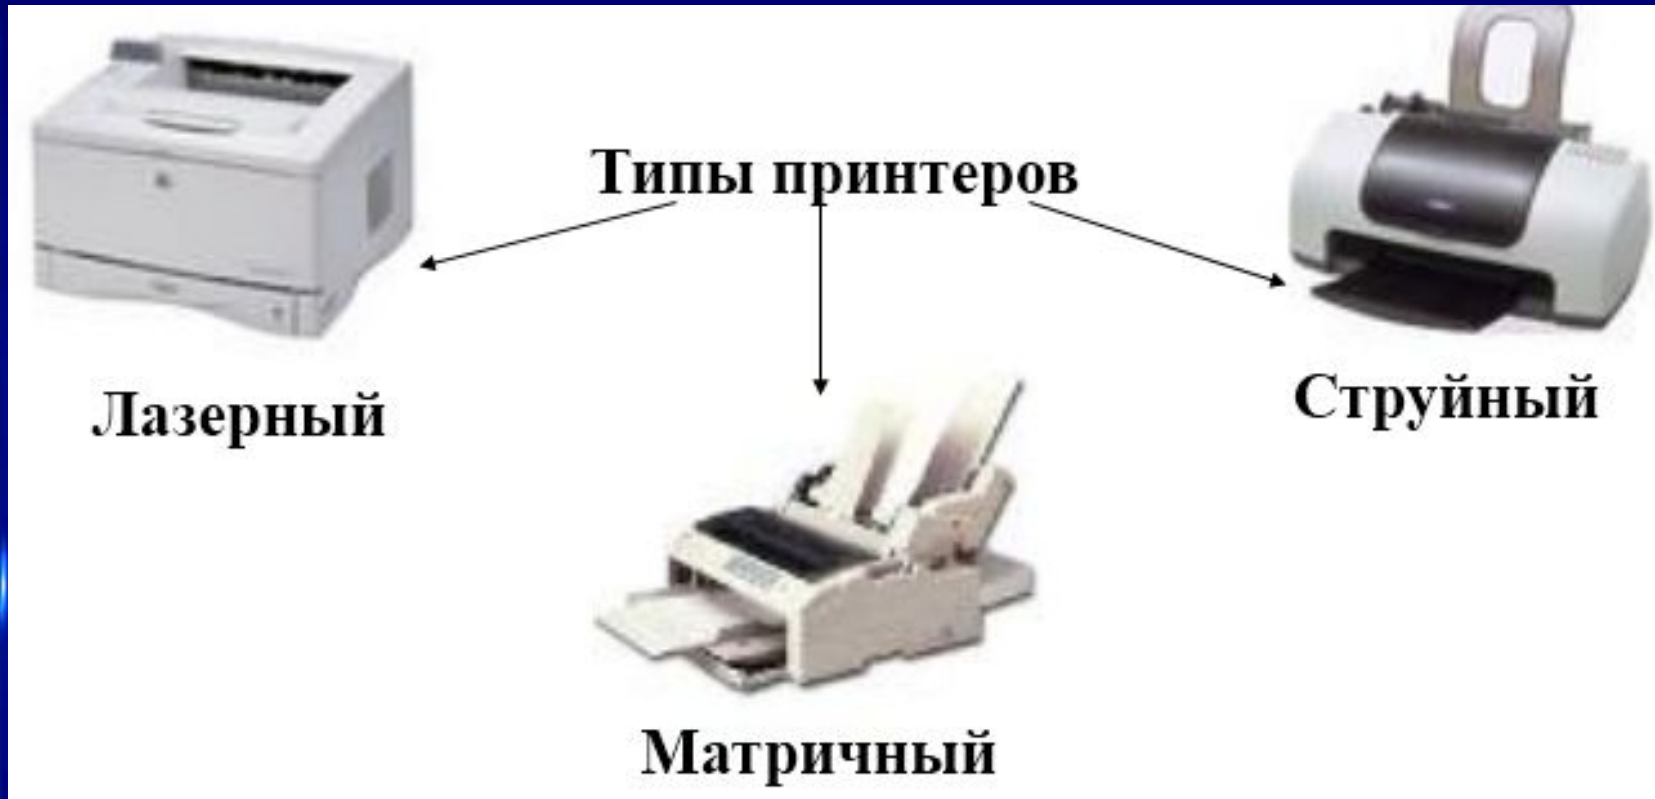 Типы принтеров
Лазерный
Струйный
Матричный